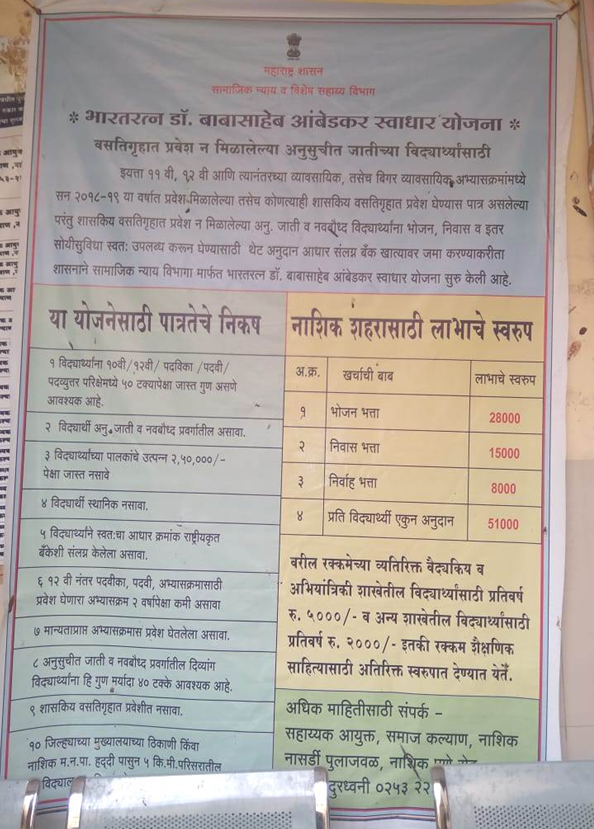 महाराष्ट्र शासन
सामाजिक न्याय व विशेष सहाय्य विभाग
* भारतरत्न डॉ. बाबासाहेब आंबेडकर स्वाधार योजना *
वसतिगृहात प्रवेश न मिळालेल्या अनुसुचीत जातीच्या विद्यार्थ्यांसाठी
इयत्ता ११ वी, १२ वी आणि त्यानंतरच्या व्यावसायिक, तसेच बिगर व्यावसायिक अभ्यासक्रमांमध्ये
सन २०१८-१९ या वर्षात प्रवेश मिळालेल्या तसेच कोणत्याही शासकिय वसतिगृहात प्रवेश घेण्यास पात्र असलेल्या
परंतु शासकिय वसतिगृहात प्रवेश न मिळालेल्या अनु. जाती व नवबौध्द विद्यार्थ्यांना भोजन, निवास व इतर
सोयीसुविधा स्वत: उपलब्ध करून घेण्यासाठी थेट अनुदान आधार संलग्न बँक खात्यावर जमा करण्याकरीता
शासनाने सामाजिक न्याय विभागा मार्फत भारतरत्न डॉ. बाबासाहेब आंबेडकर स्वाधार योजना सुरु केली आहे.
या योजनेसाठी पात्रतेचे निकष
१ विद्यार्थ्यांना १०वी/१२वी/ पदविका /पदवी/
पदव्युत्तर परिक्षेमध्ये ५० टक्यापेक्षा जास्त गुण असणे
आवश्यक आहे.
२ विद्यार्थी अनु.जाती व नवबौध्द प्रवर्गातील असावा.
३ विद्यार्थ्याच्या पालकांचे उत्पन्न २,५०,०००/-
पेक्षा जास्त नसावे
४ विद्यार्थी स्थानिक नसावा.
५ विद्यार्थ्याने स्वत:चा आधार क्रमांक राष्ट्रीयकृत
बँकेशी संलग्न केलेला असावा.
६ १२ वी नंतर पदवीका, पदवी, अभ्यासक्रमासाठी
प्रवेश घेणारा अभ्यासक्रम २ वर्षापेक्षा कमी असावा
७ मान्यताप्राप्त अभ्यासक्रमास प्रवेश घेतलेला असावा.
८ अनुसुचीत जाती व नवबौध्द प्रवर्गातील दिव्यांग
विद्यार्थ्यांना हि गुण मर्यादा ४० टक्के आवश्यक आहे.
९ शासकिय वसतिगृहात प्रवेशीत नसावा.
१० जिल्ह्याच्या मुख्यालयाच्या ठिकाणी किंवा
नाशिक म.न.पा. हद्दी पासुन ५ कि.मी.परिसरातील
नाशिक शहरासाठी लाभाचे स्वरुप
अ.क्र. खर्चाची बाब लाभाचे स्वरुप
१ भोजन भत्ता 28000
२ निवास भत्ता 15000
३ निर्वाह भत्ता 8000
४ प्रति विद्यार्थ्यी एकुन अनुदान 51000
वरील रक्कमेच्या व्यतिरिक्त वैद्यकिय व
अभियांत्रिकी शाखेतील विद्यार्थ्यांसाठी प्रतिवर्ष
रु. ५०००/- व अन्य शाखेतील विद्यार्थ्यांसाठी
प्रतिवर्ष रु. २०००/- इतकी रक्कम शैक्षणिक
साहित्यासाठी अतिरिक्त स्वरुपात देण्यात येते.
अधिक माहितीसाठी संपर्क –
सहाय्यक आयुक्त, समाज कल्याण, नाशिक
नासर्डी पुलाजवळ, नाशिक
दुरध्वनी ०२५३ २२